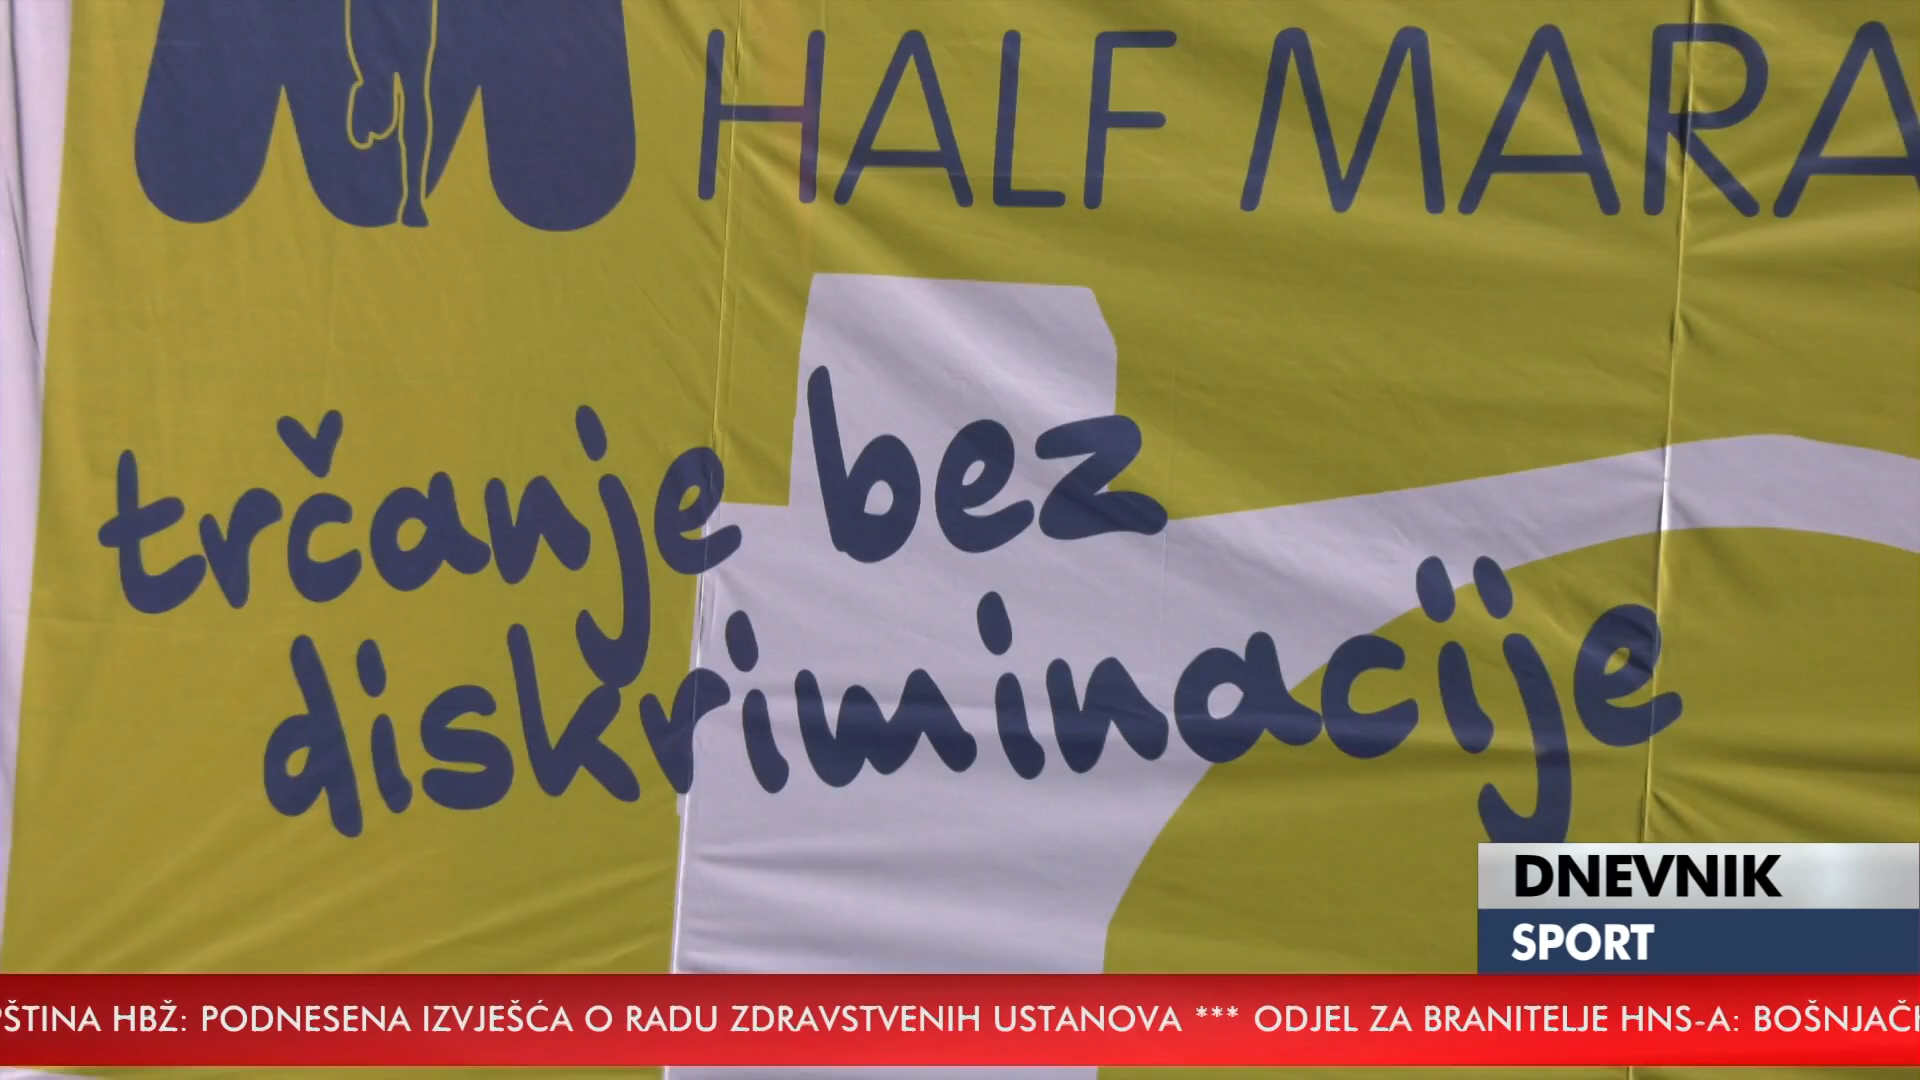 HALF MARA
trčanje bez
diskriminacije
DNEVNIK
SPORT
ŠTINA HBŽ: PODNESENA IZVJEŠĆA O RADU ZDRAVSTVENIH USTANOVA *** ODJEL ZA BRANITELJE HNS-A: BOŠNJAČK